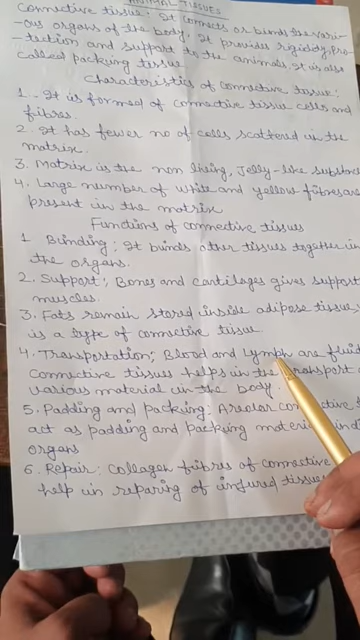 ANIMAL TISSUES
Connective tissue: It connects or binds the vari-
-ous organs of the body. It provides rigidity, pro-
-tection and support to the animals. It is also
called packing tissue
Characteristics of connective tissue:
1. It is formed of connective tissue cells and
fibres.
2. It has fewer no of cells scattered in the
matrix.
3. Matrix is the non living, Jelly-like substance
4. Large number of white and yellow fibres are
present in the matrix
Functions of connective tissues
1 Binding: It binds other tissues together in
the organs.
2. Support: Bones and cartilages gives support
muscles.
3. Fats remain stored inside adipose tissue,
is a type of connective tissue
4. Transportation; Blood and Lymph are fluid
connective tissues helps in the transport
various material in the body.
5. Padding and packing: Areolar connective
act as padding and packing material in
organs
6. Repair: Collagen fibres of connective
help in reparing of injured tissues